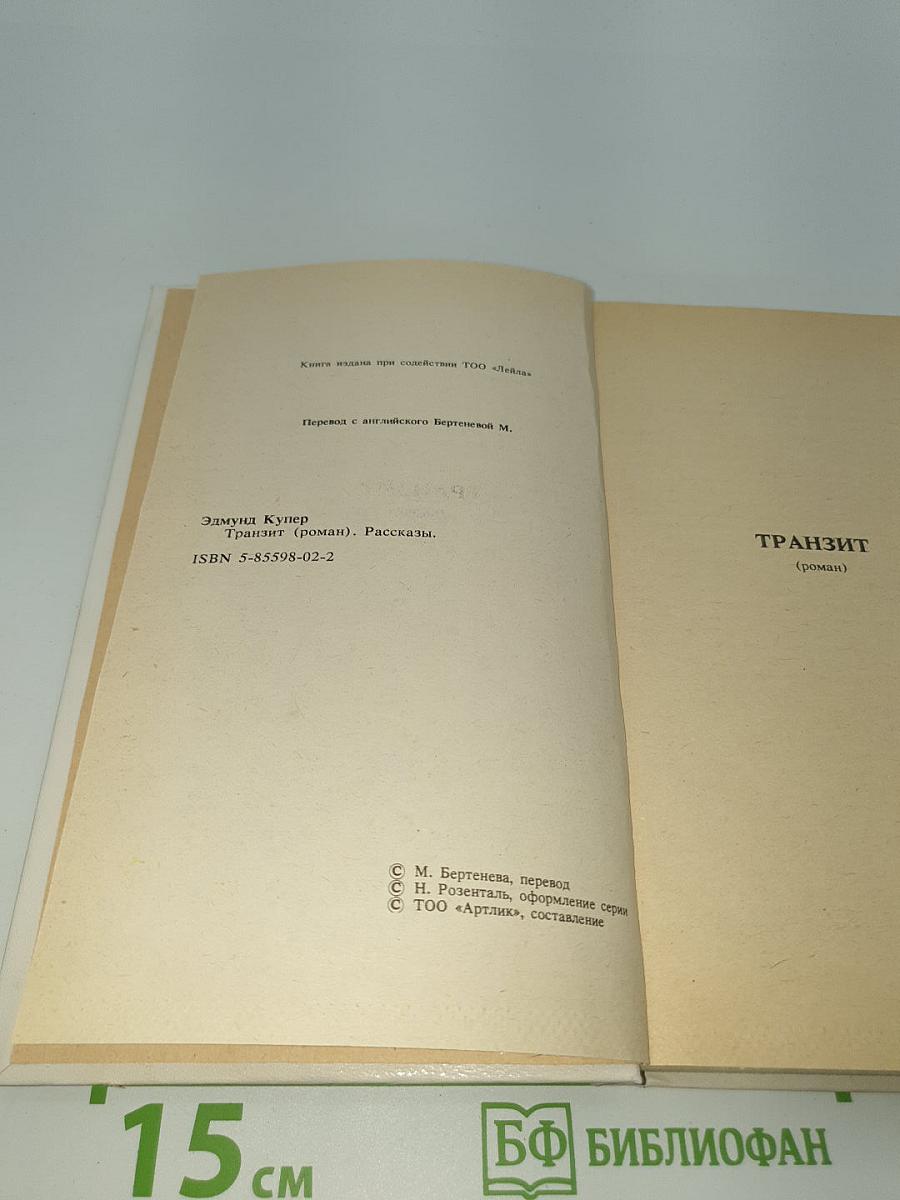 Книга издана при содействии ТОО «Лейла»
Перевод с английского Бертеневой М.
Эдмунд Купер
Транзит (роман). Рассказы.
ISBN 5-85598-02-2
© М. Бертенева, перевод
© Н. Розенталь, оформление серии
© ТОО «Артлик», составление
ТРАНЗИТ
(роман)
15 см
БФ БИБЛИОФАН